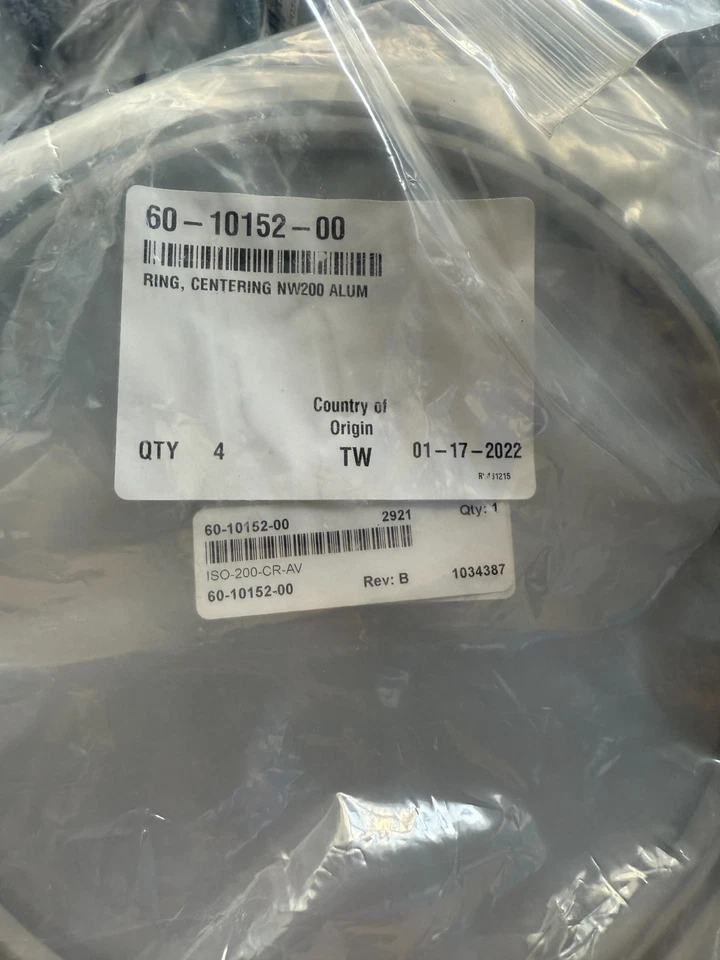 60-10152-00
RING, CENTERING NW200 ALUM
Country of
Origin
QTY 4 TW 01-17-2022
60-10152-00 2921 Qty: 1
ISO-200-CR-AV
60-10152-00 Rev: B 1034387